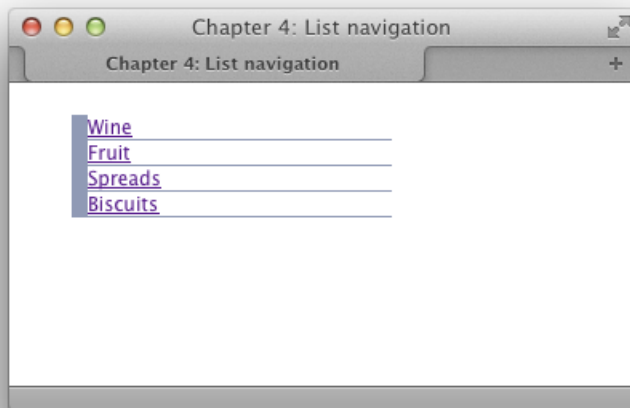 Chapter 4: List navigation
Chapter 4: List navigation
+
Wine
Fruit
Spreads
Biscuits